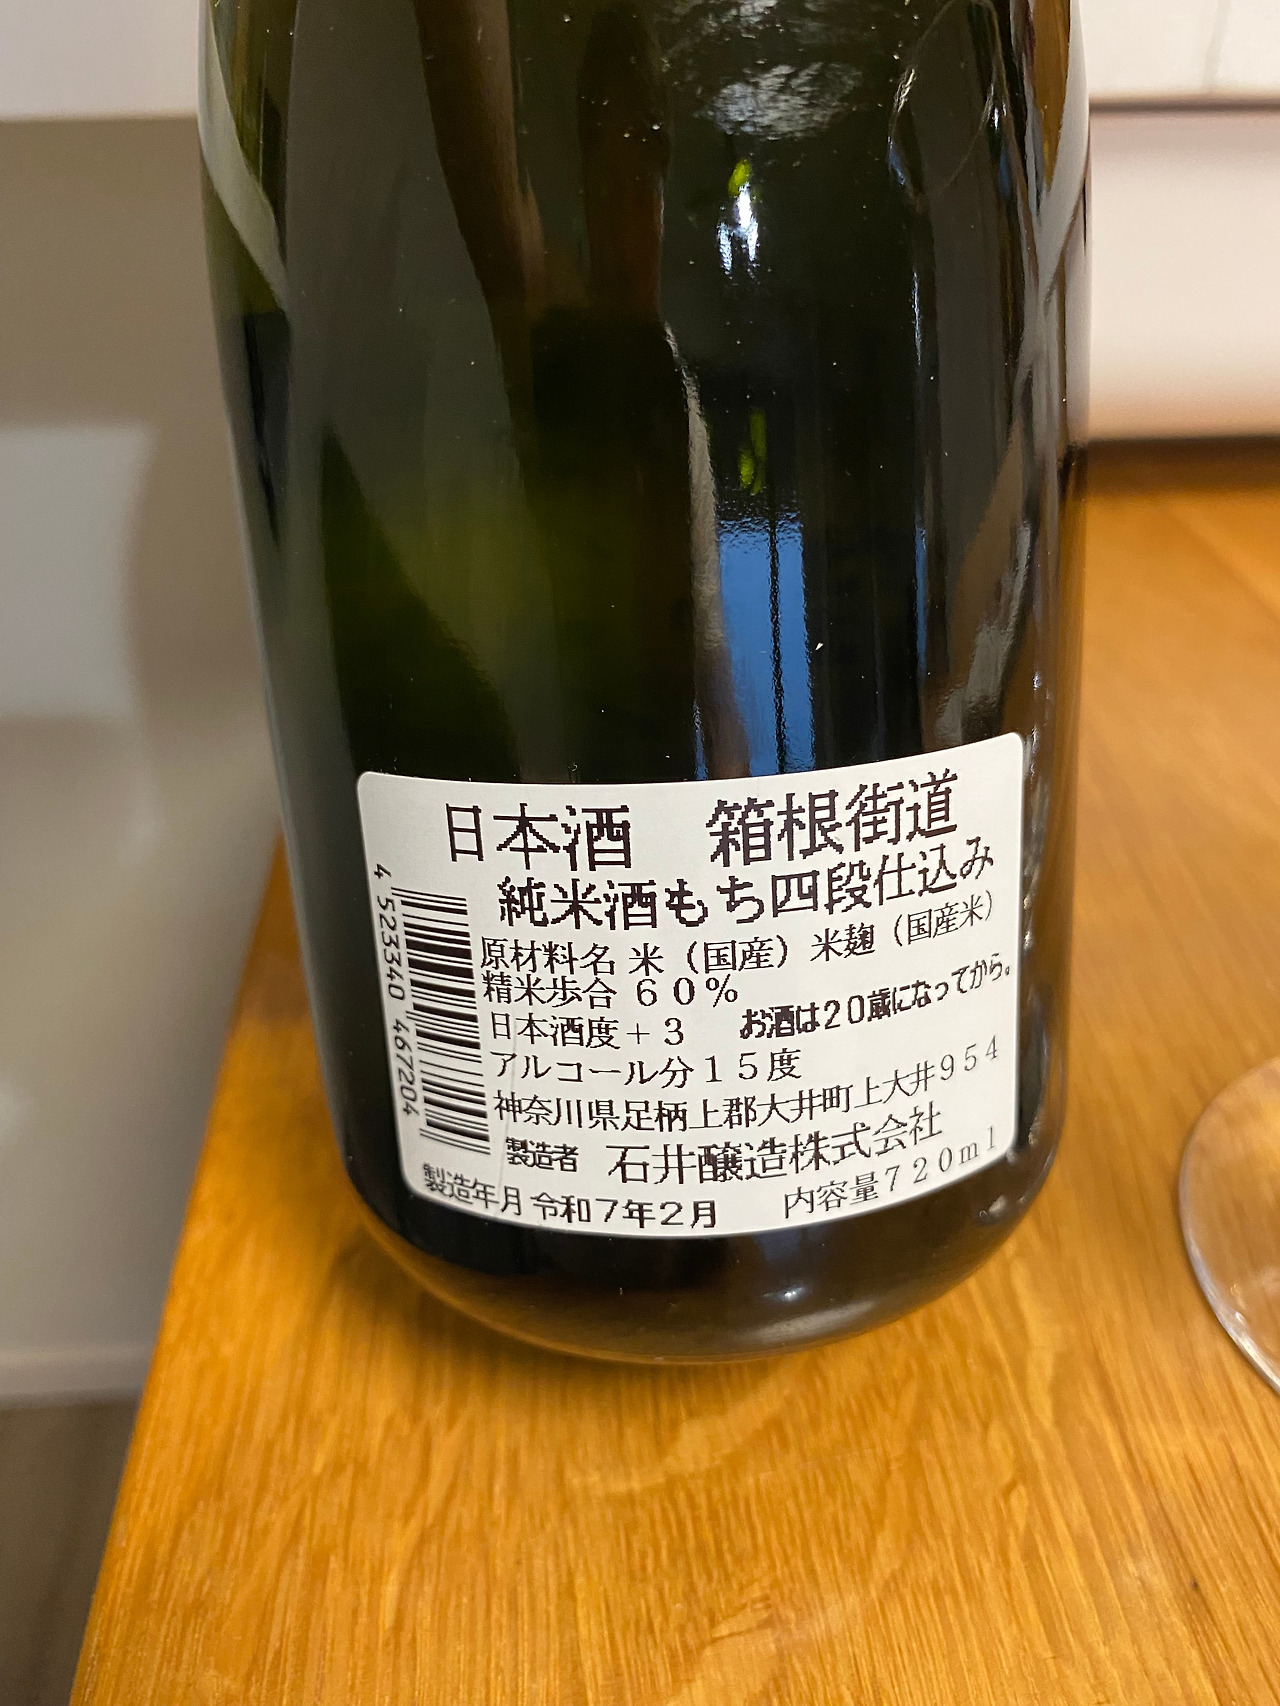 日本酒　箱根街道
純米酒もち四段仕込み
原材料名 米（国産）米麹（国産米）
精米歩合 ６０％
お酒は２０歳になってから。
日本酒度＋３
アルコール分１５度
神奈川県足柄上郡大井町上大井９５４
製造者　石井醸造株式会社
製造年月 令和７年２月　内容量７２０ｍｌ
4 523340 467204